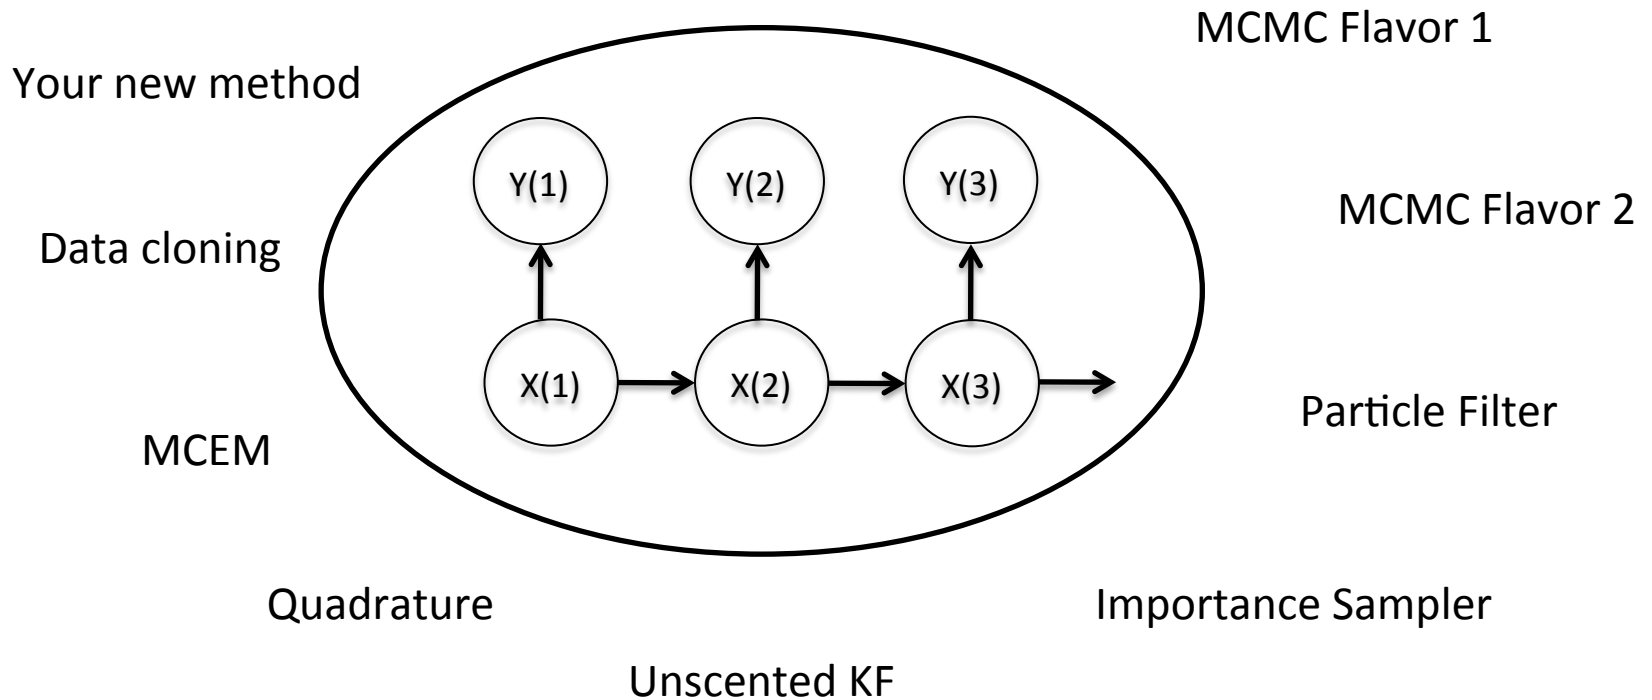 MCMC Flavor 1
Your new method
Y(1) Y(2) Y(3)
MCMC Flavor 2
Data cloning
X(1) X(2) X(3)
Particle Filter
MCEM
Quadrature
Importance Sampler
Unscented KF